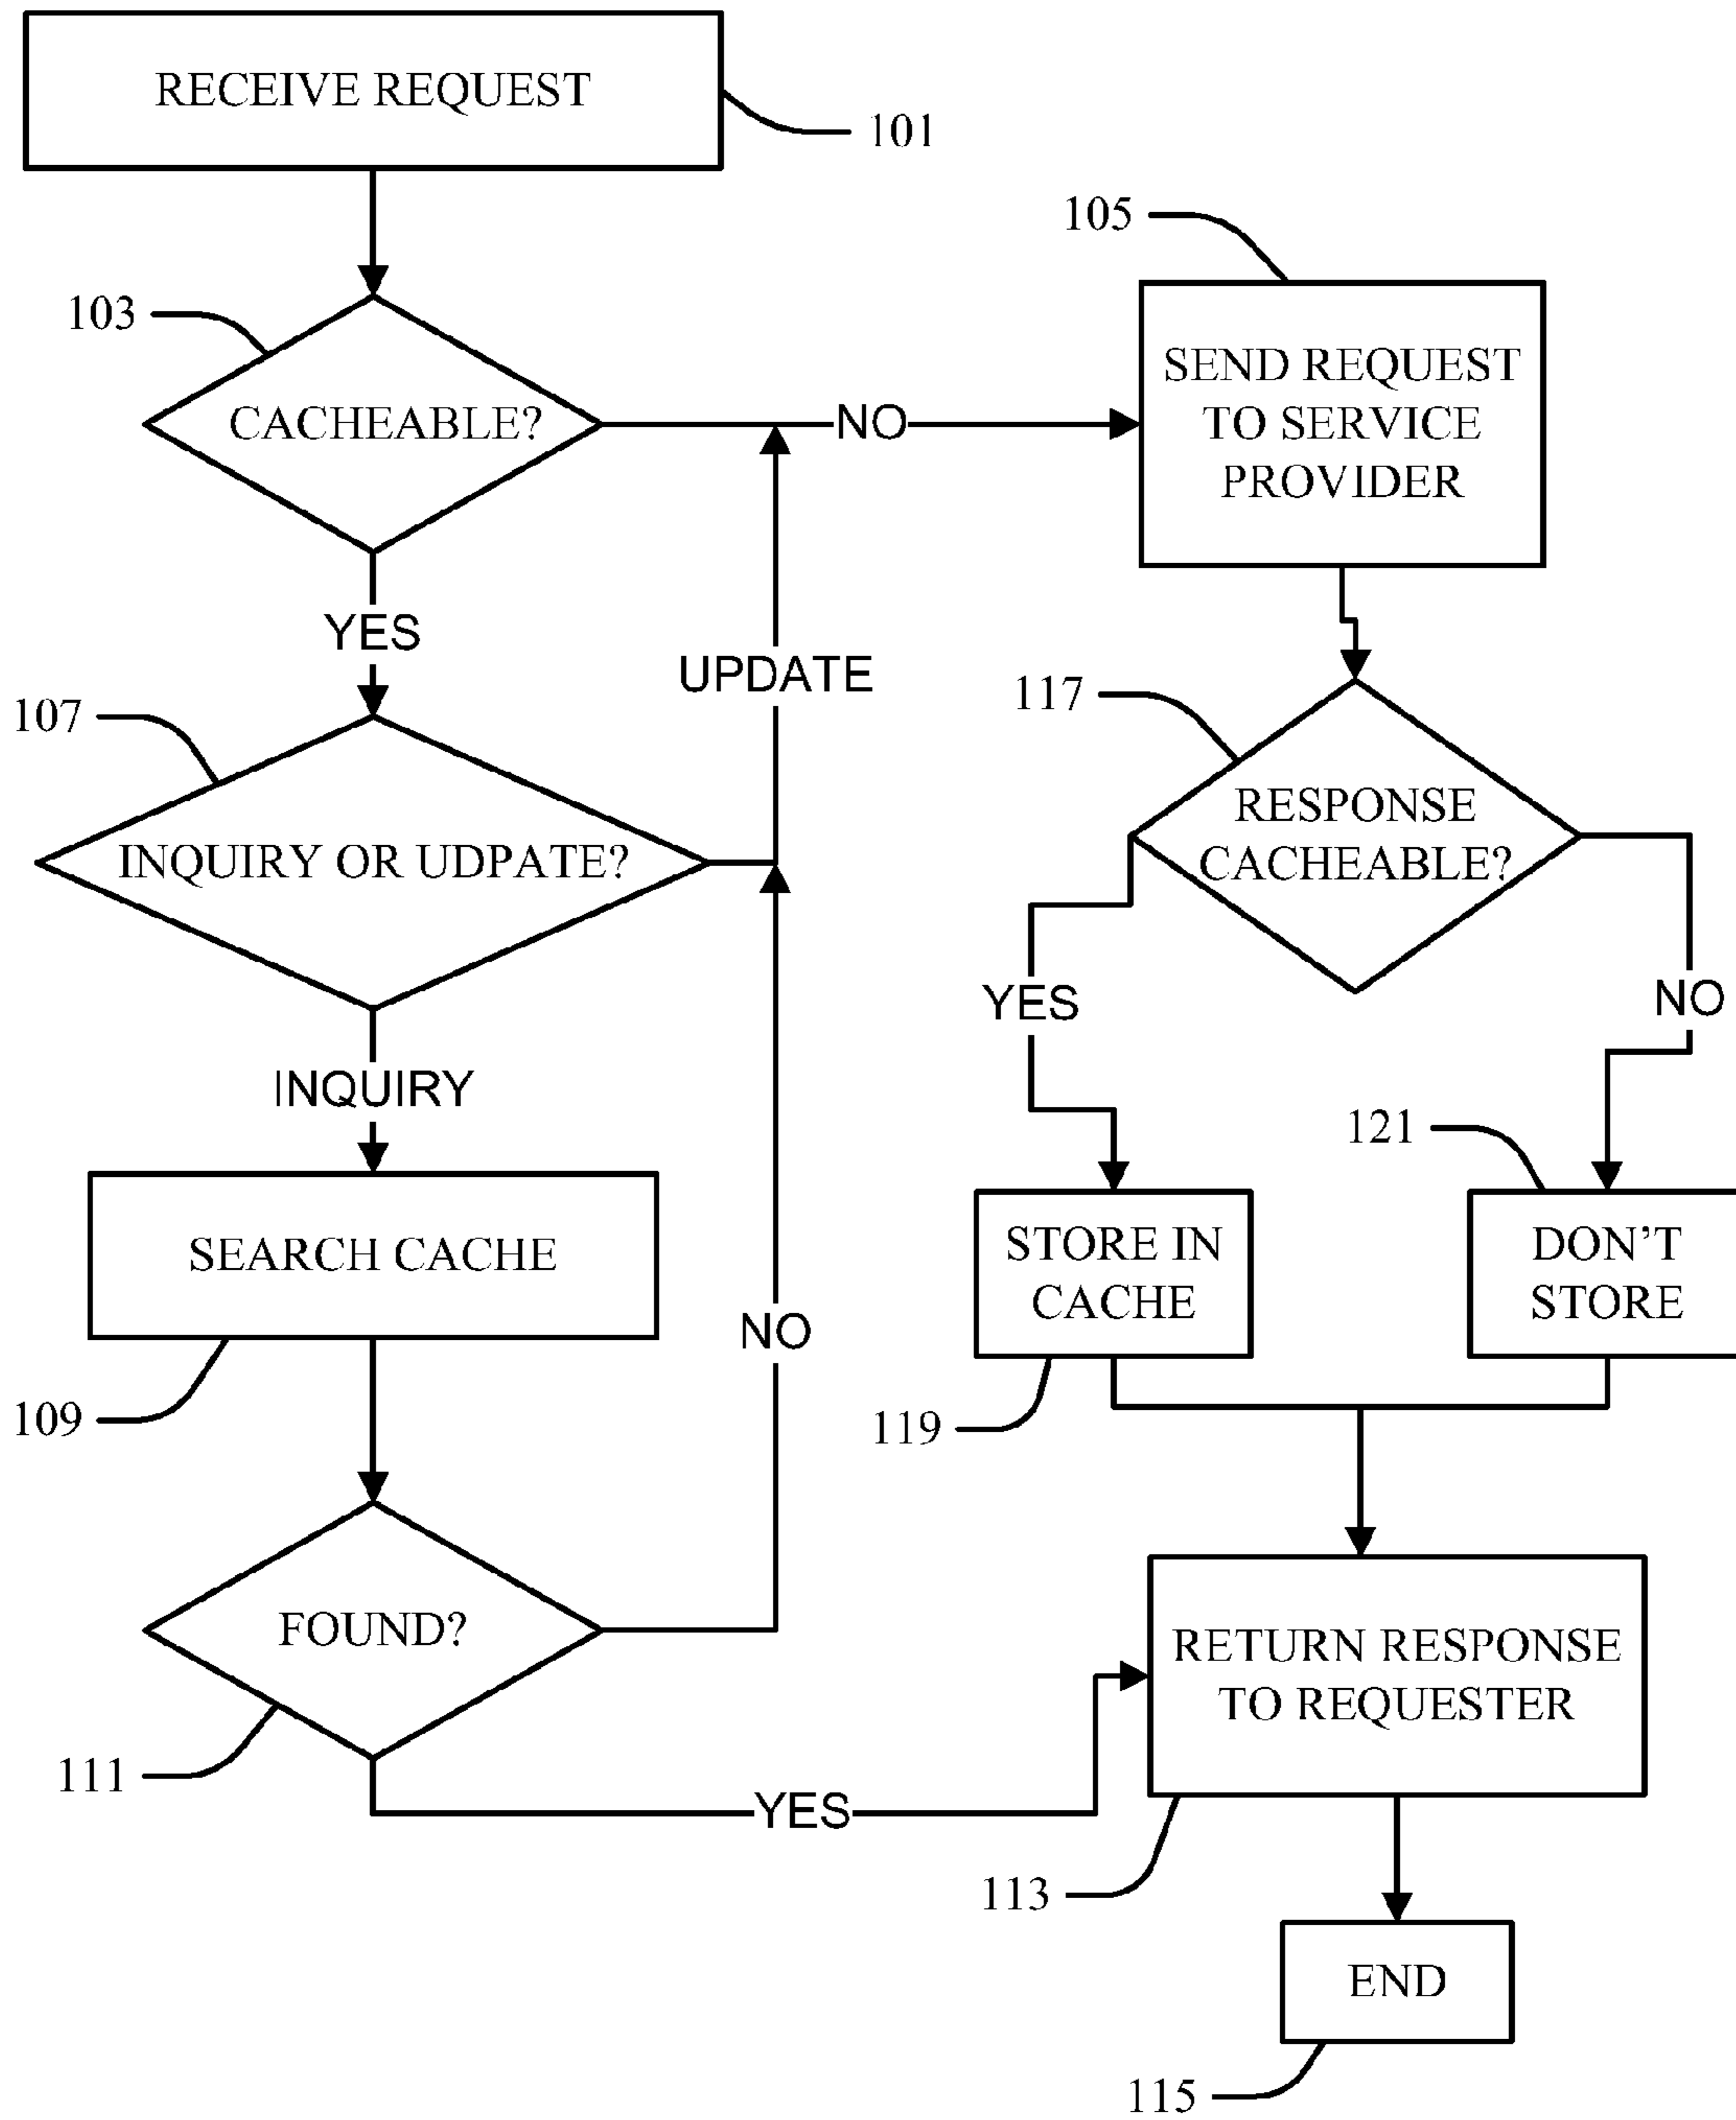 RECEIVE REQUEST
101
105
103
CACHEABLE?
NO
SEND REQUEST
TO SERVICE
PROVIDER
YES
UPDATE
117
107
INQUIRY OR UDPATE?
RESPONSE
CACHEABLE?
YES
NO
INQUIRY
121
SEARCH CACHE
STORE IN
CACHE
DON'T
STORE
NO
109
119
FOUND?
RETURN RESPONSE
TO REQUESTER
111
YES
113
END
115